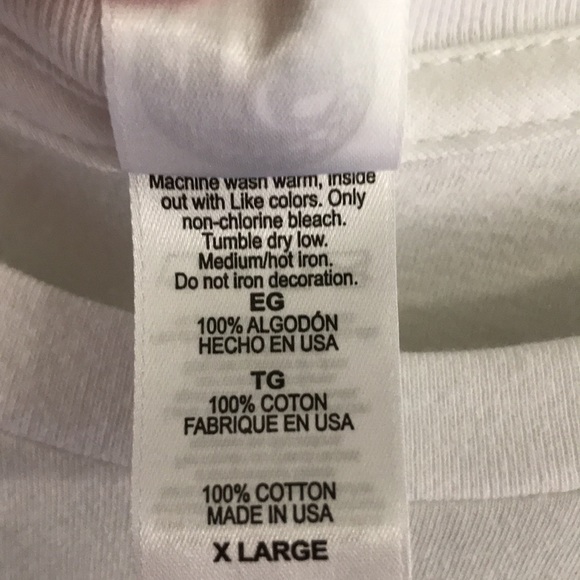 Machine wash warm, inside
out with Like colors. Only
non-chlorine bleach.
Tumble dry low.
Medium/hot iron.
Do not iron decoration.
EG
100% ALGODÓN
HECHO EN USA
TG
100% COTON
FABRIQUE EN USA
100% COTTON
MADE IN USA
X LARGE